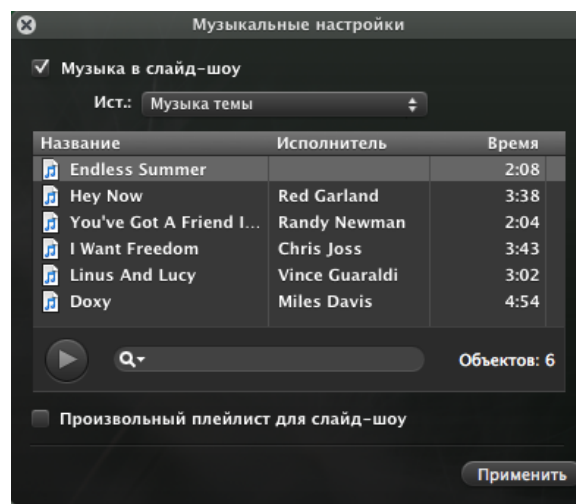 Музыкальные настройки
Музыка в слайд-шоу
Ист.: Музыка темы
Название Исполнитель Время
Endless Summer 2:08
Hey Now Red Garland 3:38
You've Got A Friend I... Randy Newman 2:04
I Want Freedom Chris Joss 3:43
Linus And Lucy Vince Guaraldi 3:02
Doxy Miles Davis 4:54
Объектов: 6
Произвольный плейлист для слайд-шоу
Применить